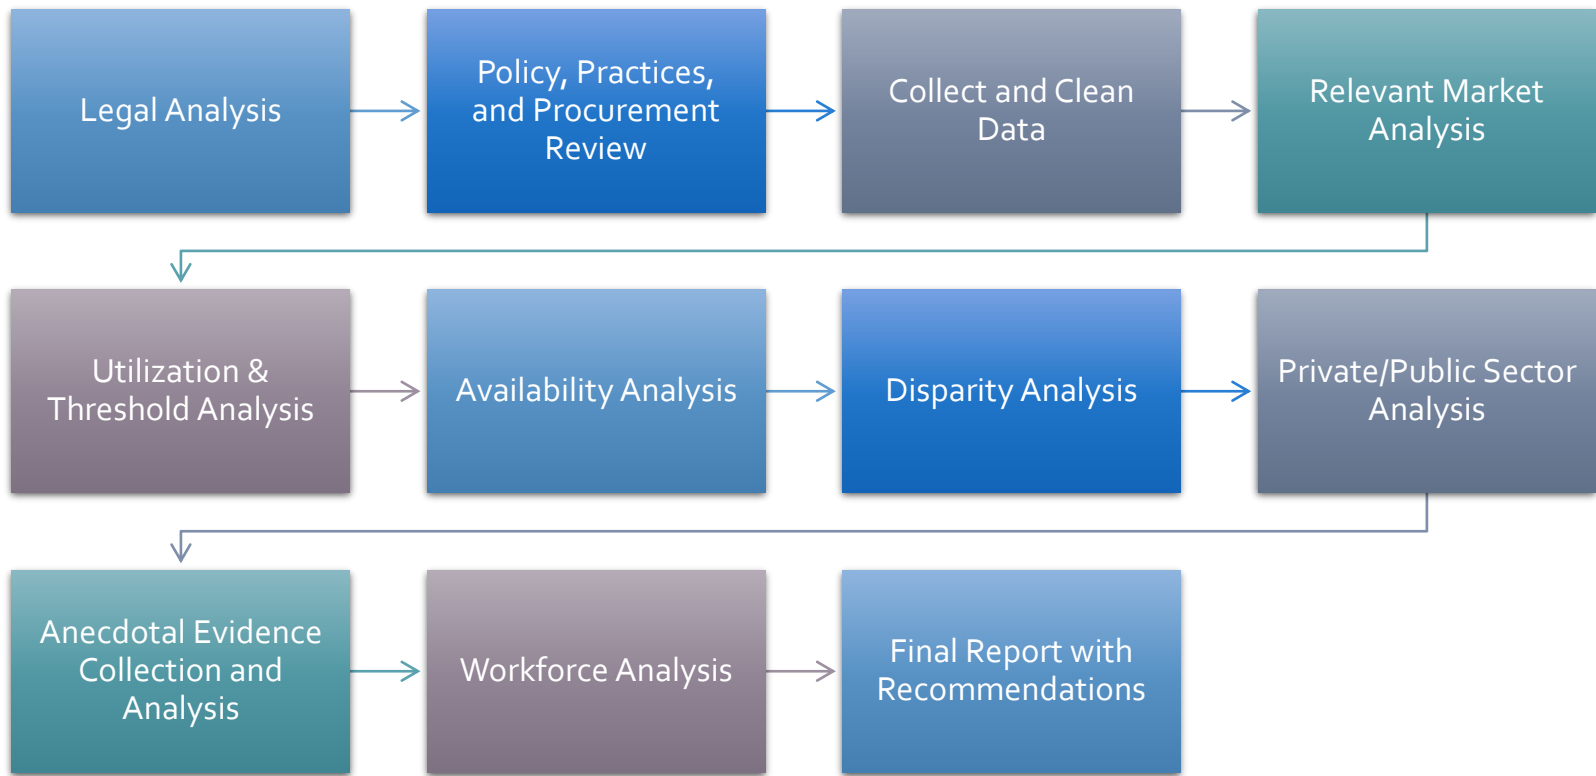 Legal Analysis
Policy, Practices,
and Procurement
Review
Collect and Clean
Data
Relevant Market
Analysis
Utilization &
Threshold Analysis
Availability Analysis
Disparity Analysis
Private/Public Sector
Analysis
Anecdotal Evidence
Collection and
Analysis
Workforce Analysis
Final Report with
Recommendations